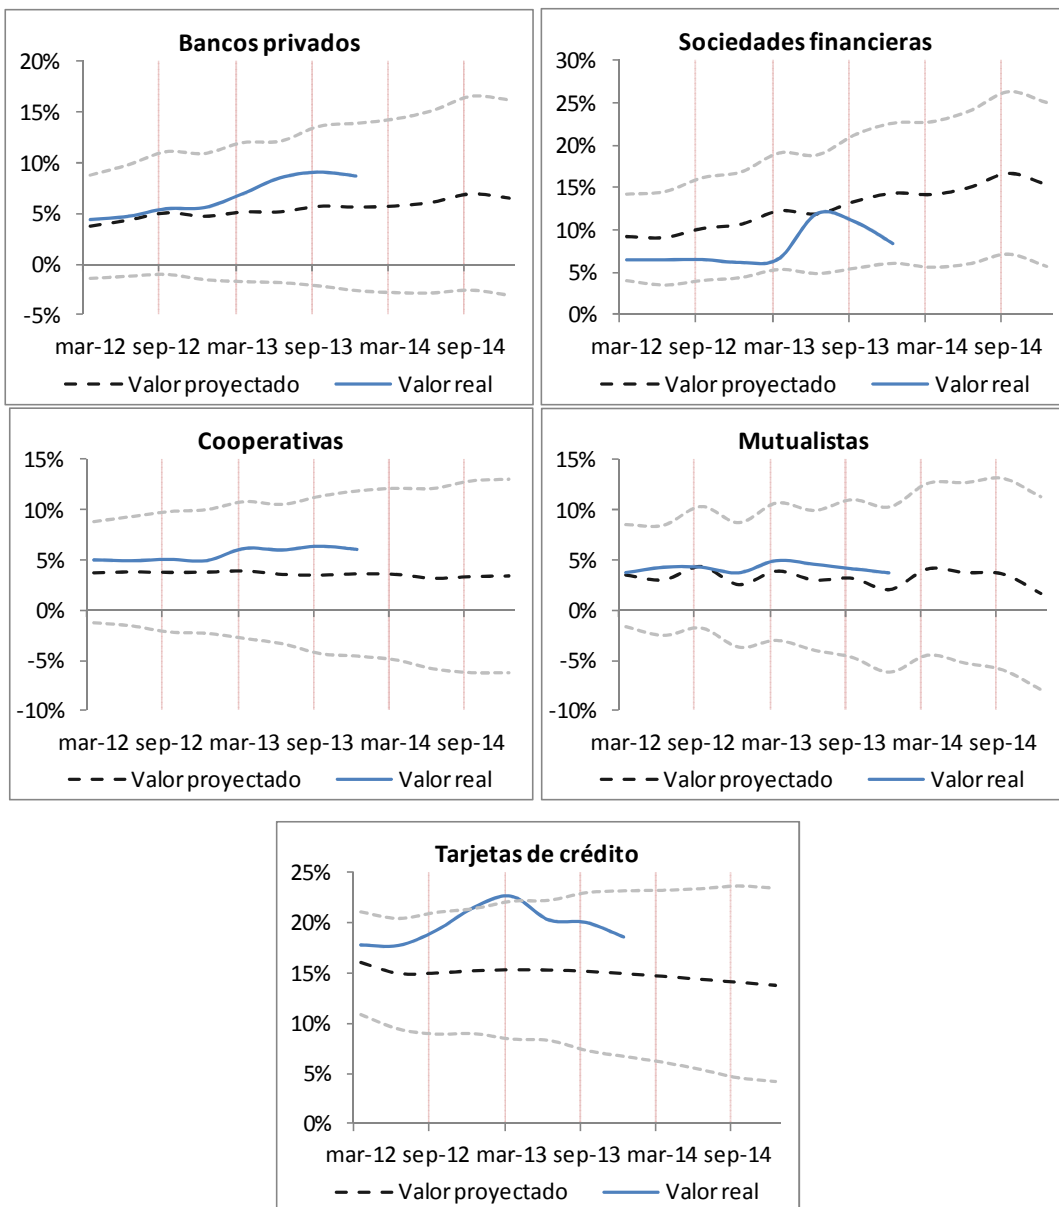 Bancos privados
20%
15%
10%
5%
0%
-5%
mar-12 sep-12 mar-13 sep-13 mar-14 sep-14
Valor proyectado Valor real
Sociedades financieras
30%
25%
20%
15%
10%
5%
0%
mar-12 sep-12 mar-13 sep-13 mar-14 sep-14
Valor proyectado Valor real
Cooperativas
15%
10%
5%
0%
-5%
-10%
mar-12 sep-12 mar-13 sep-13 mar-14 sep-14
Valor proyectado Valor real
Mutualistas
15%
10%
5%
0%
-5%
-10%
mar-12 sep-12 mar-13 sep-13 mar-14 sep-14
Valor proyectado Valor real
Tarjetas de crédito
25%
20%
15%
10%
5%
0%
mar-12 sep-12 mar-13 sep-13 mar-14 sep-14
Valor proyectado Valor real